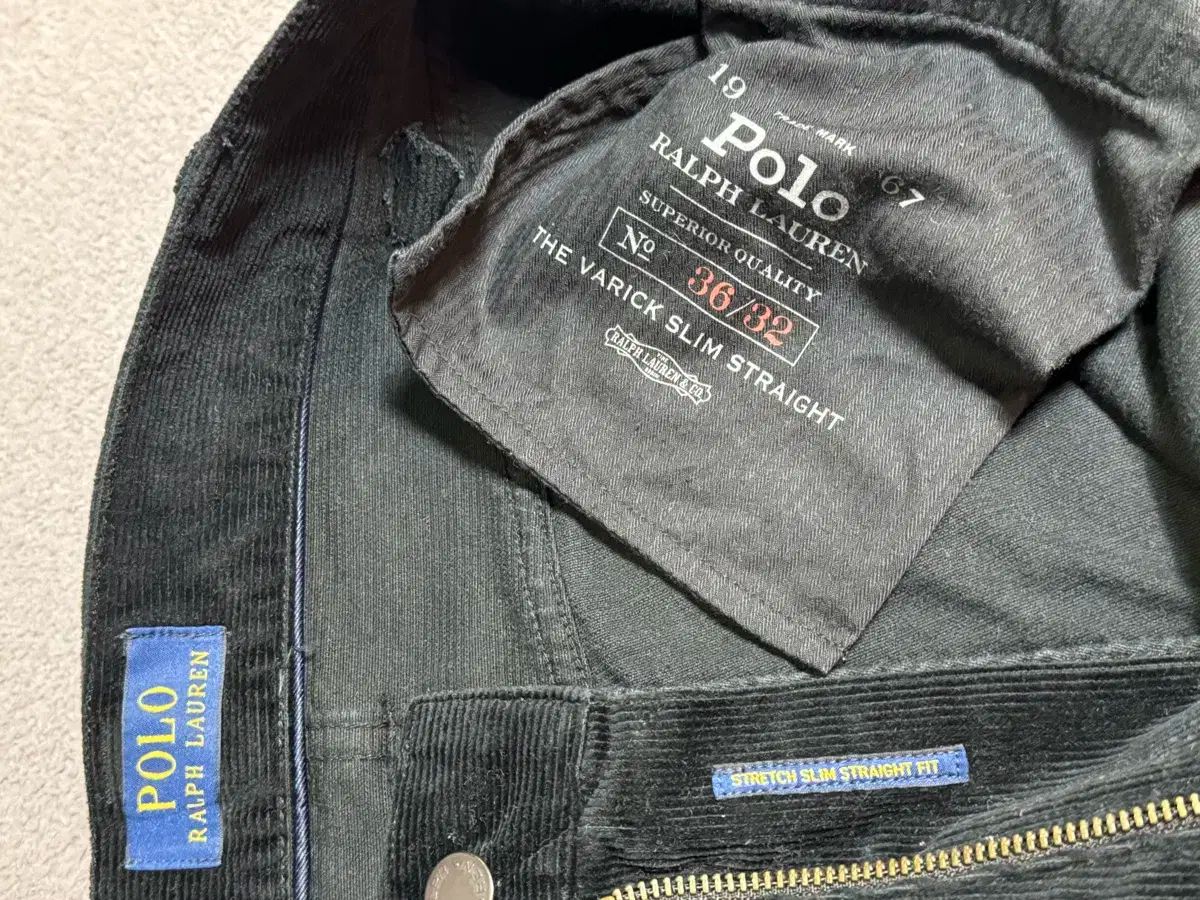 19 TRADE MARK '67
Polo
RALPH LAUREN
SUPERIOR QUALITY
Nº 36/32
THE VARICK SLIM STRAIGHT
THE
RALPH LAUREN & CO.
POLO
RALPH LAUREN
STRETCH SLIM STRAIGHT FIT